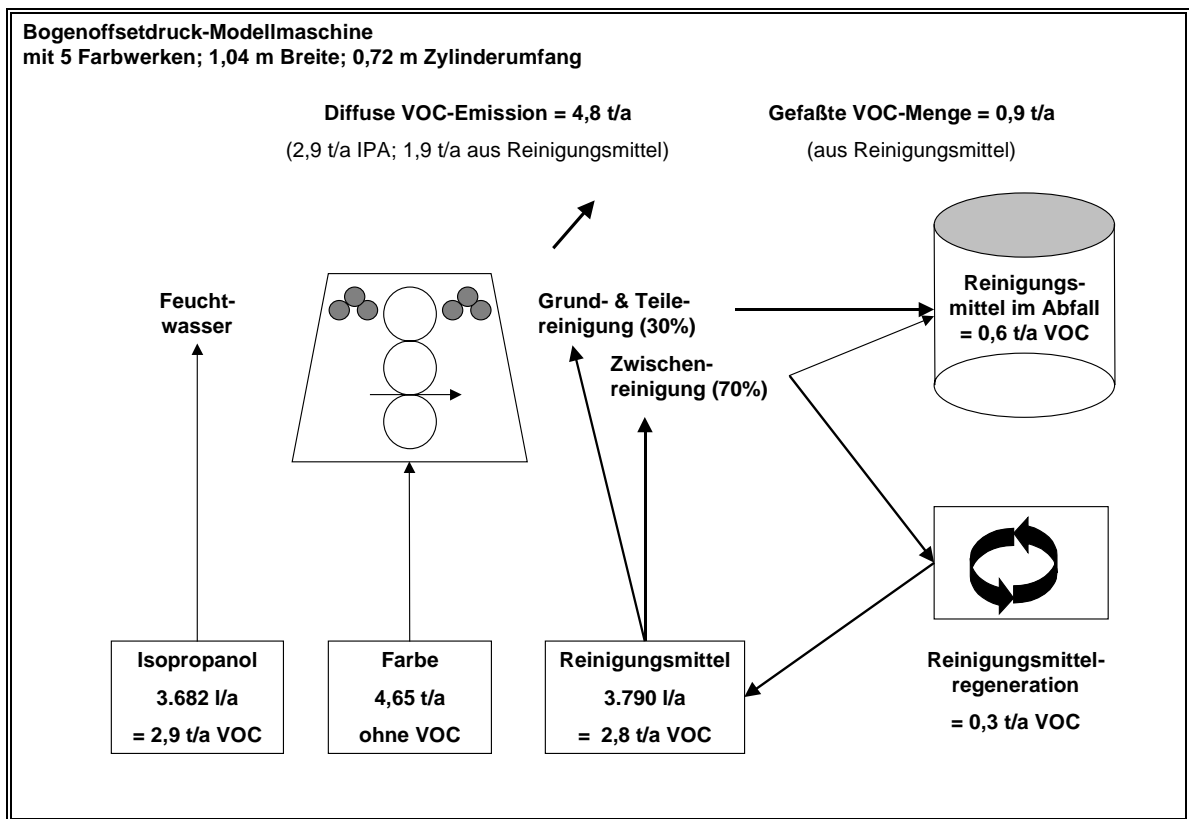 Bogenoffsetdruck-Modellmaschine
mit 5 Farbwerken; 1,04 m Breite; 0,72 m Zylinderumfang
Diffuse VOC-Emission = 4,8 t/a
(2,9 t/a IPA; 1,9 t/a aus Reinigungsmittel)
Gefaßte VOC-Menge = 0,9 t/a
(aus Reinigungsmittel)
Feucht-
wasser
Grund- & Teile-
reinigung (30%)
Zwischen-
reinigung (70%)
Reinigungs-
mittel im Abfall
= 0,6 t/a VOC
Isopropanol
3.682 l/a
= 2,9 t/a VOC
Farbe
4,65 t/a
ohne VOC
Reinigungsmittel
3.790 l/a
= 2,8 t/a VOC
Reinigungsmittel-
regeneration
= 0,3 t/a VOC